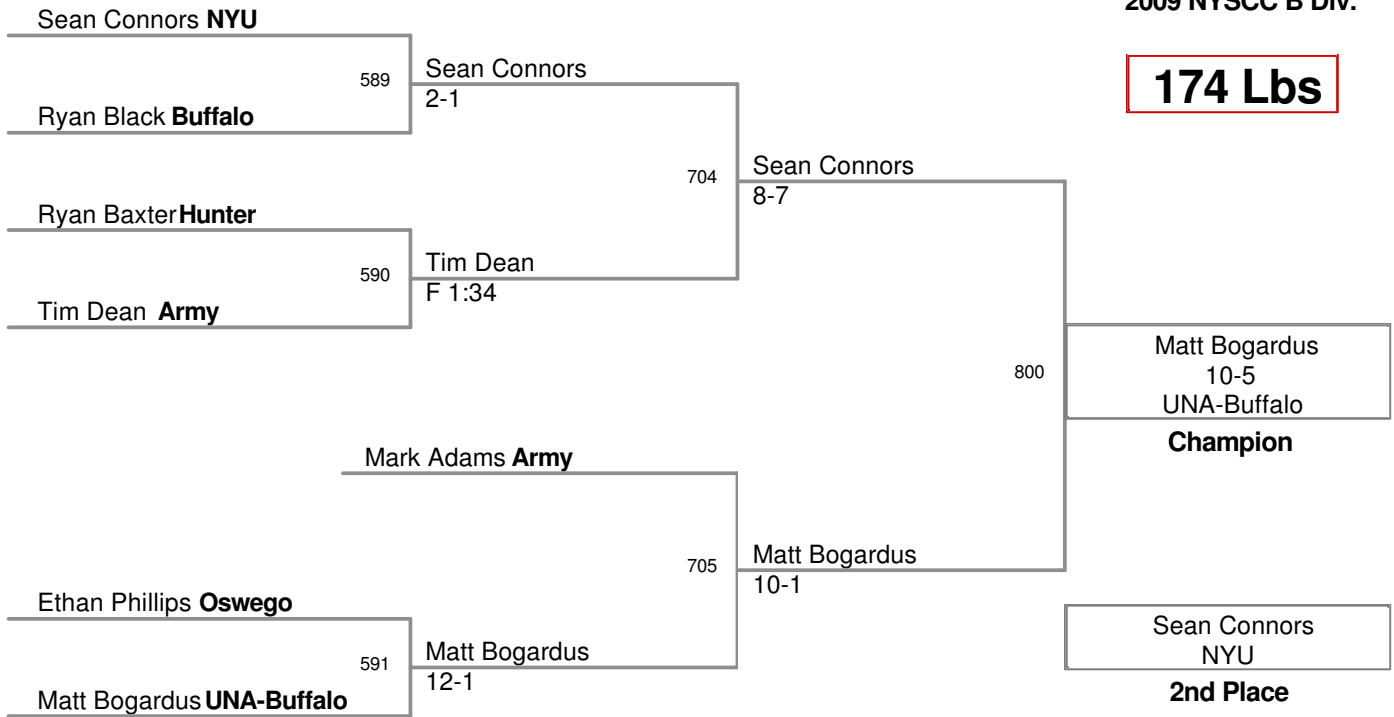 2009 NYSCC B Div.
174 Lbs
Sean Connors NYU
589
Sean Connors
2-1
Ryan Black Buffalo
704
Sean Connors
8-7
Ryan Baxter Hunter
590
Tim Dean
F 1:34
Tim Dean Army
800
Matt Bogardus
10-5
UNA-Buffalo
Champion
Mark Adams Army
705
Matt Bogardus
10-1
Ethan Phillips Oswego
591
Matt Bogardus
12-1
Matt Bogardus UNA-Buffalo
Sean Connors
NYU
2nd Place